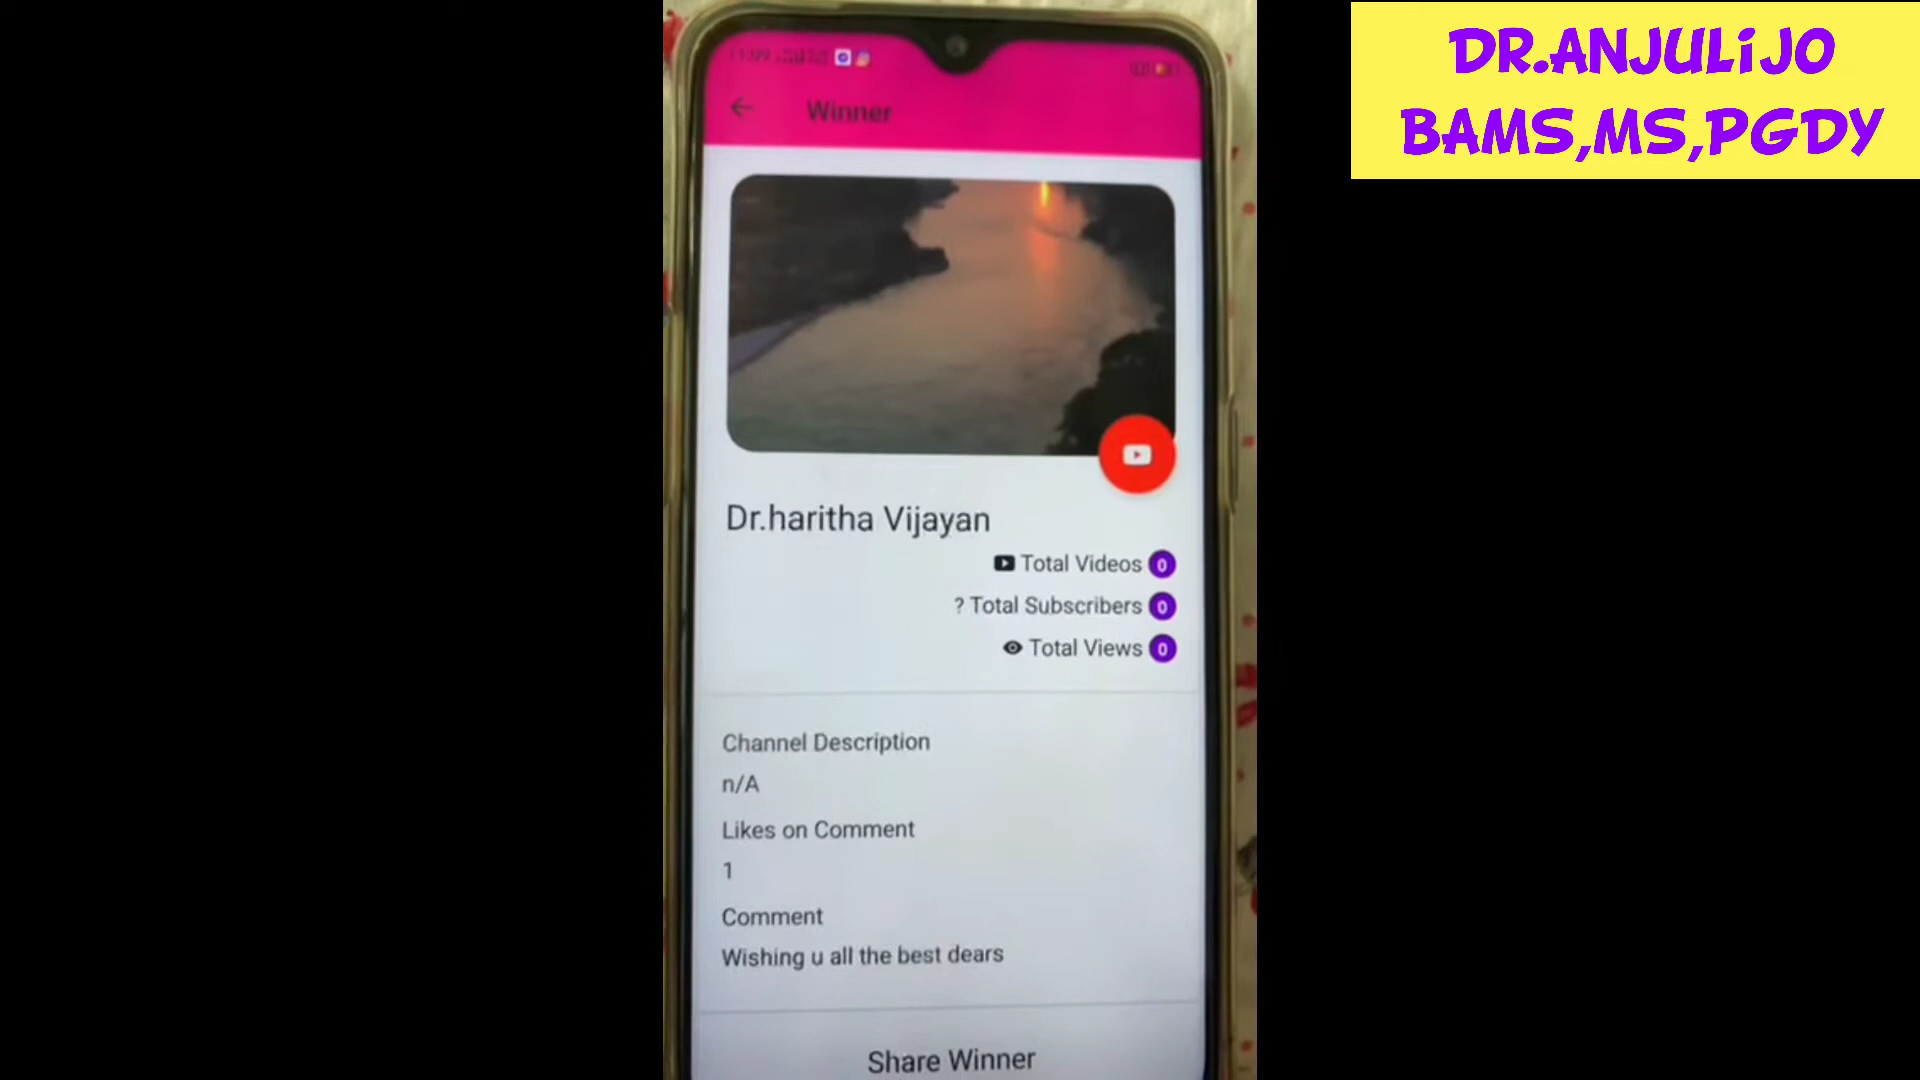 DR.ANJULiJO
BAMS,MS,PGDY
Winner
Dr.haritha Vijayan
Total Videos 0
? Total Subscribers 0
Total Views 0
Channel Description
n/A
Likes on Comment
1
Comment
Wishing u all the best dears
Share Winner